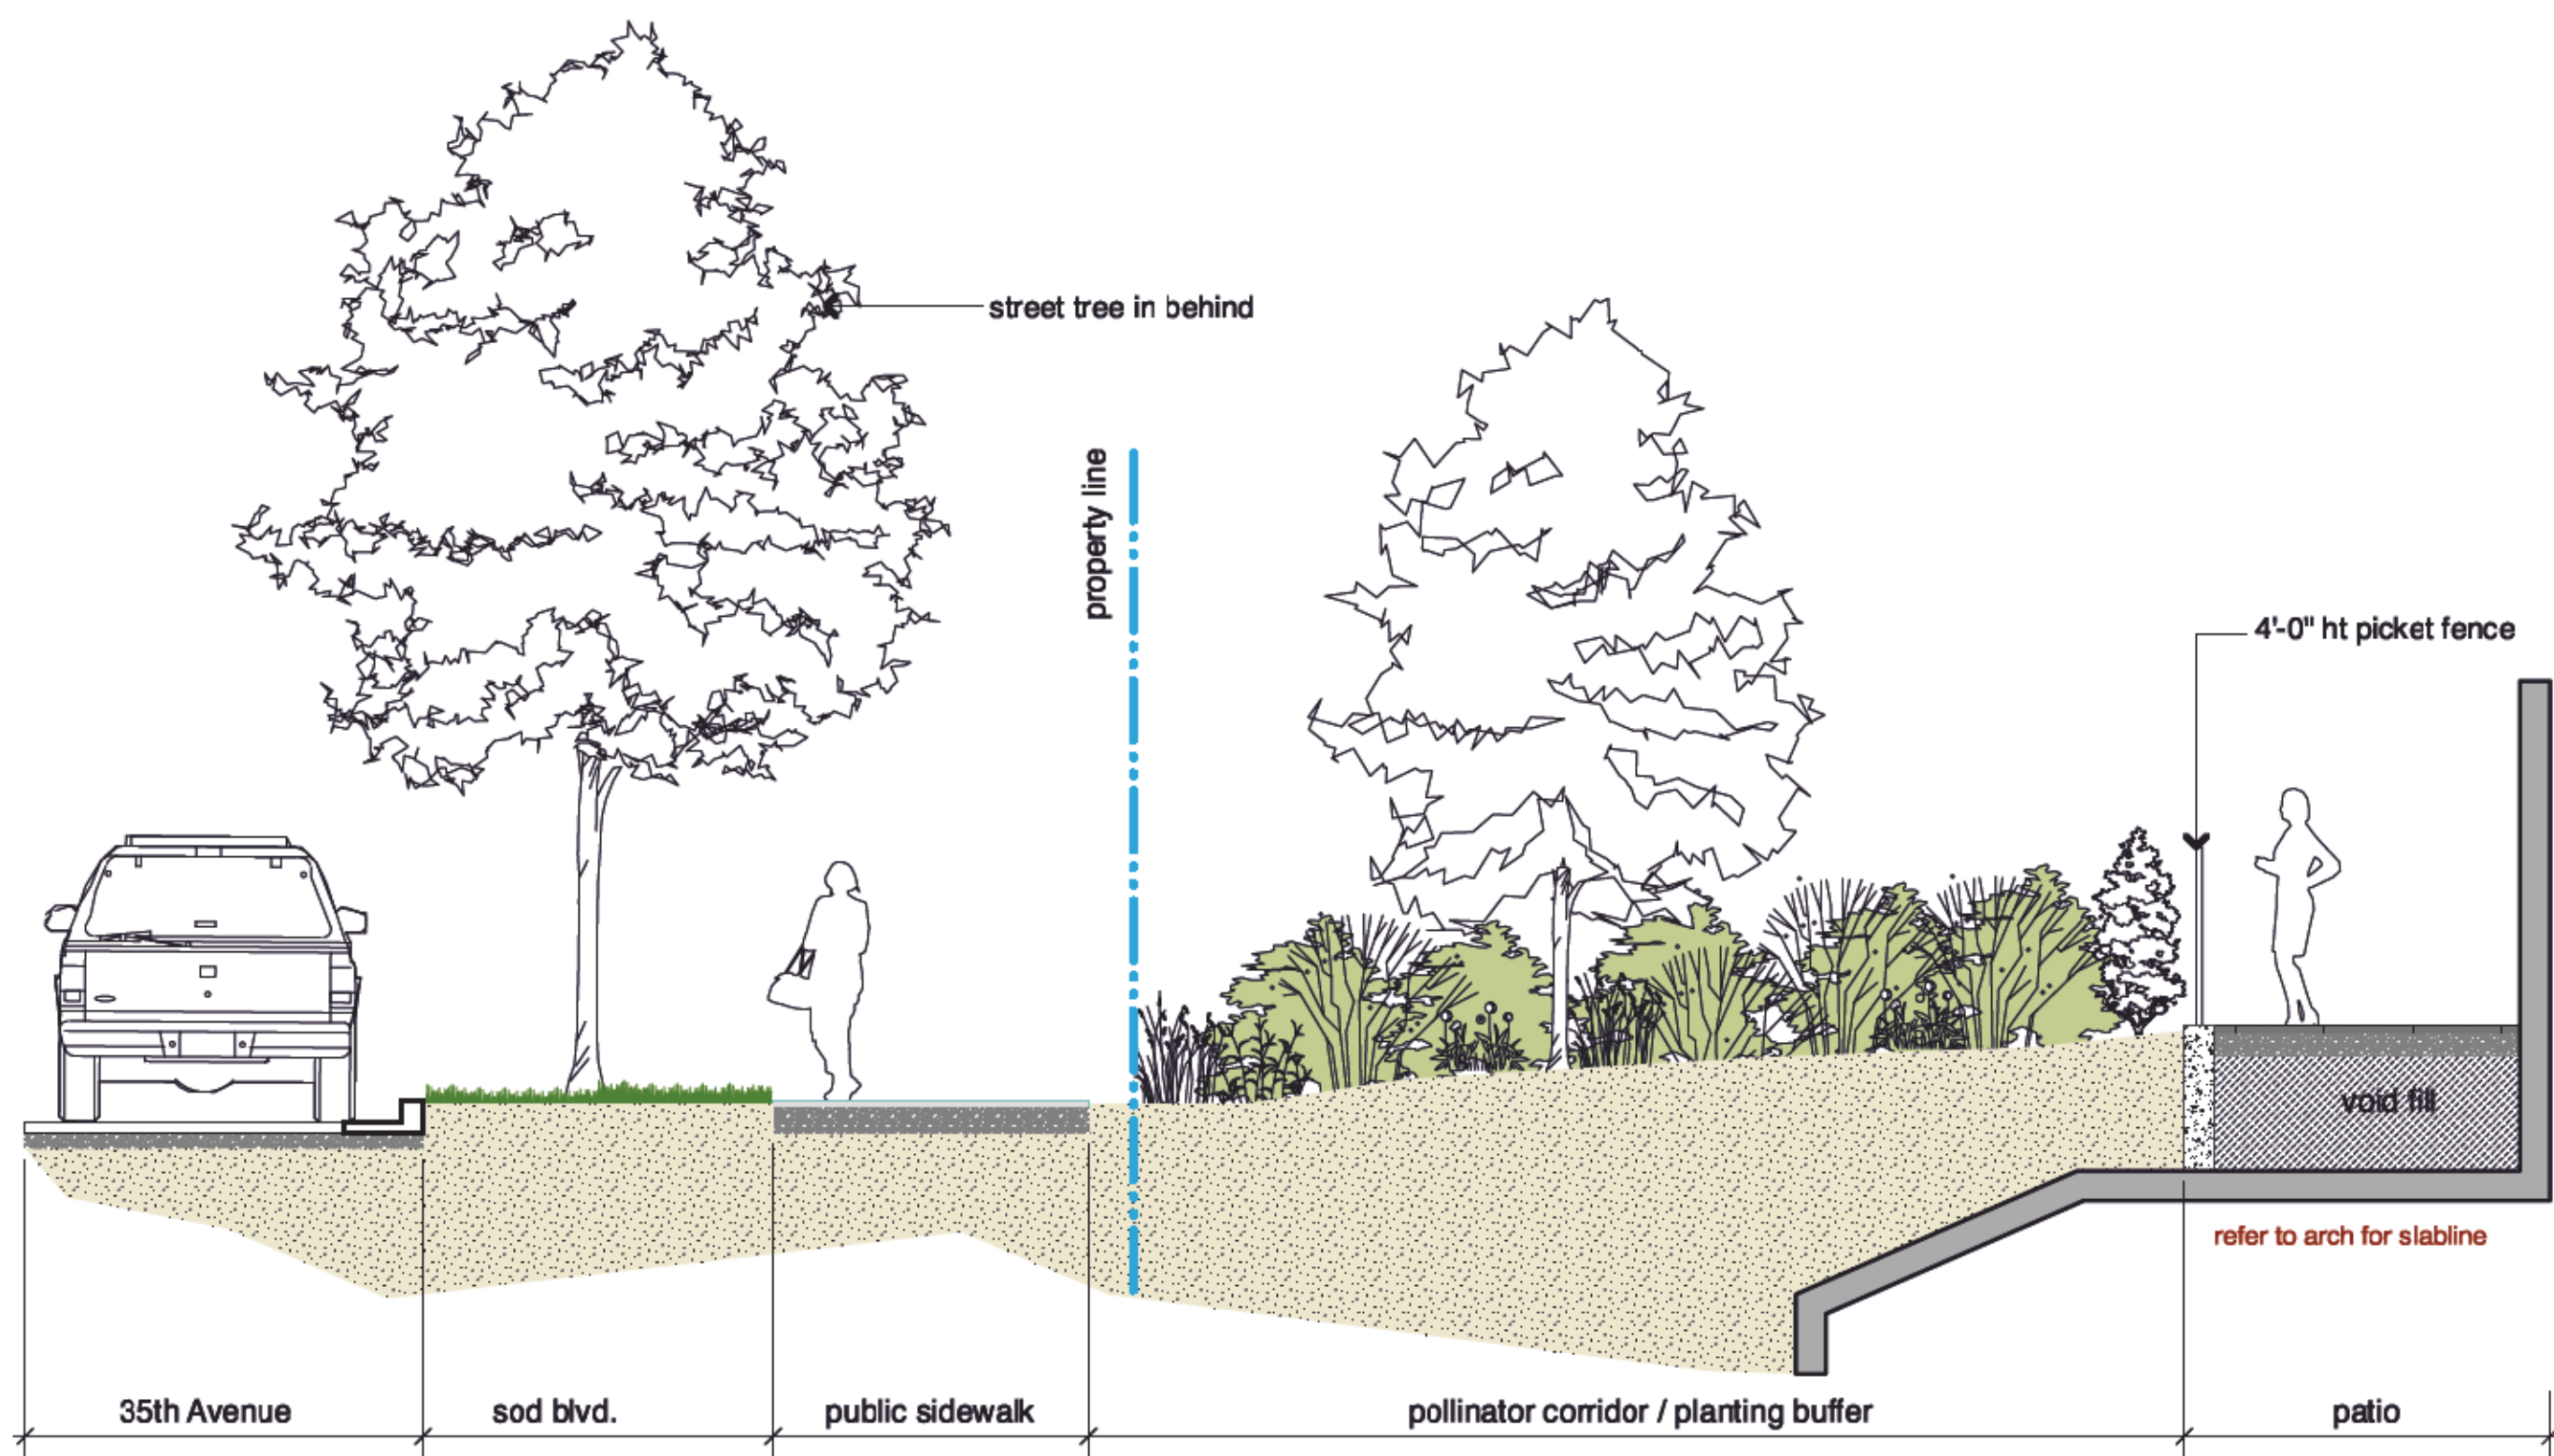 street tree in behind
property line
4'-0" ht picket fence
void fill
refer to arch for slabline
35th Avenue
sod blvd.
public sidewalk
pollinator corridor / planting buffer
patio